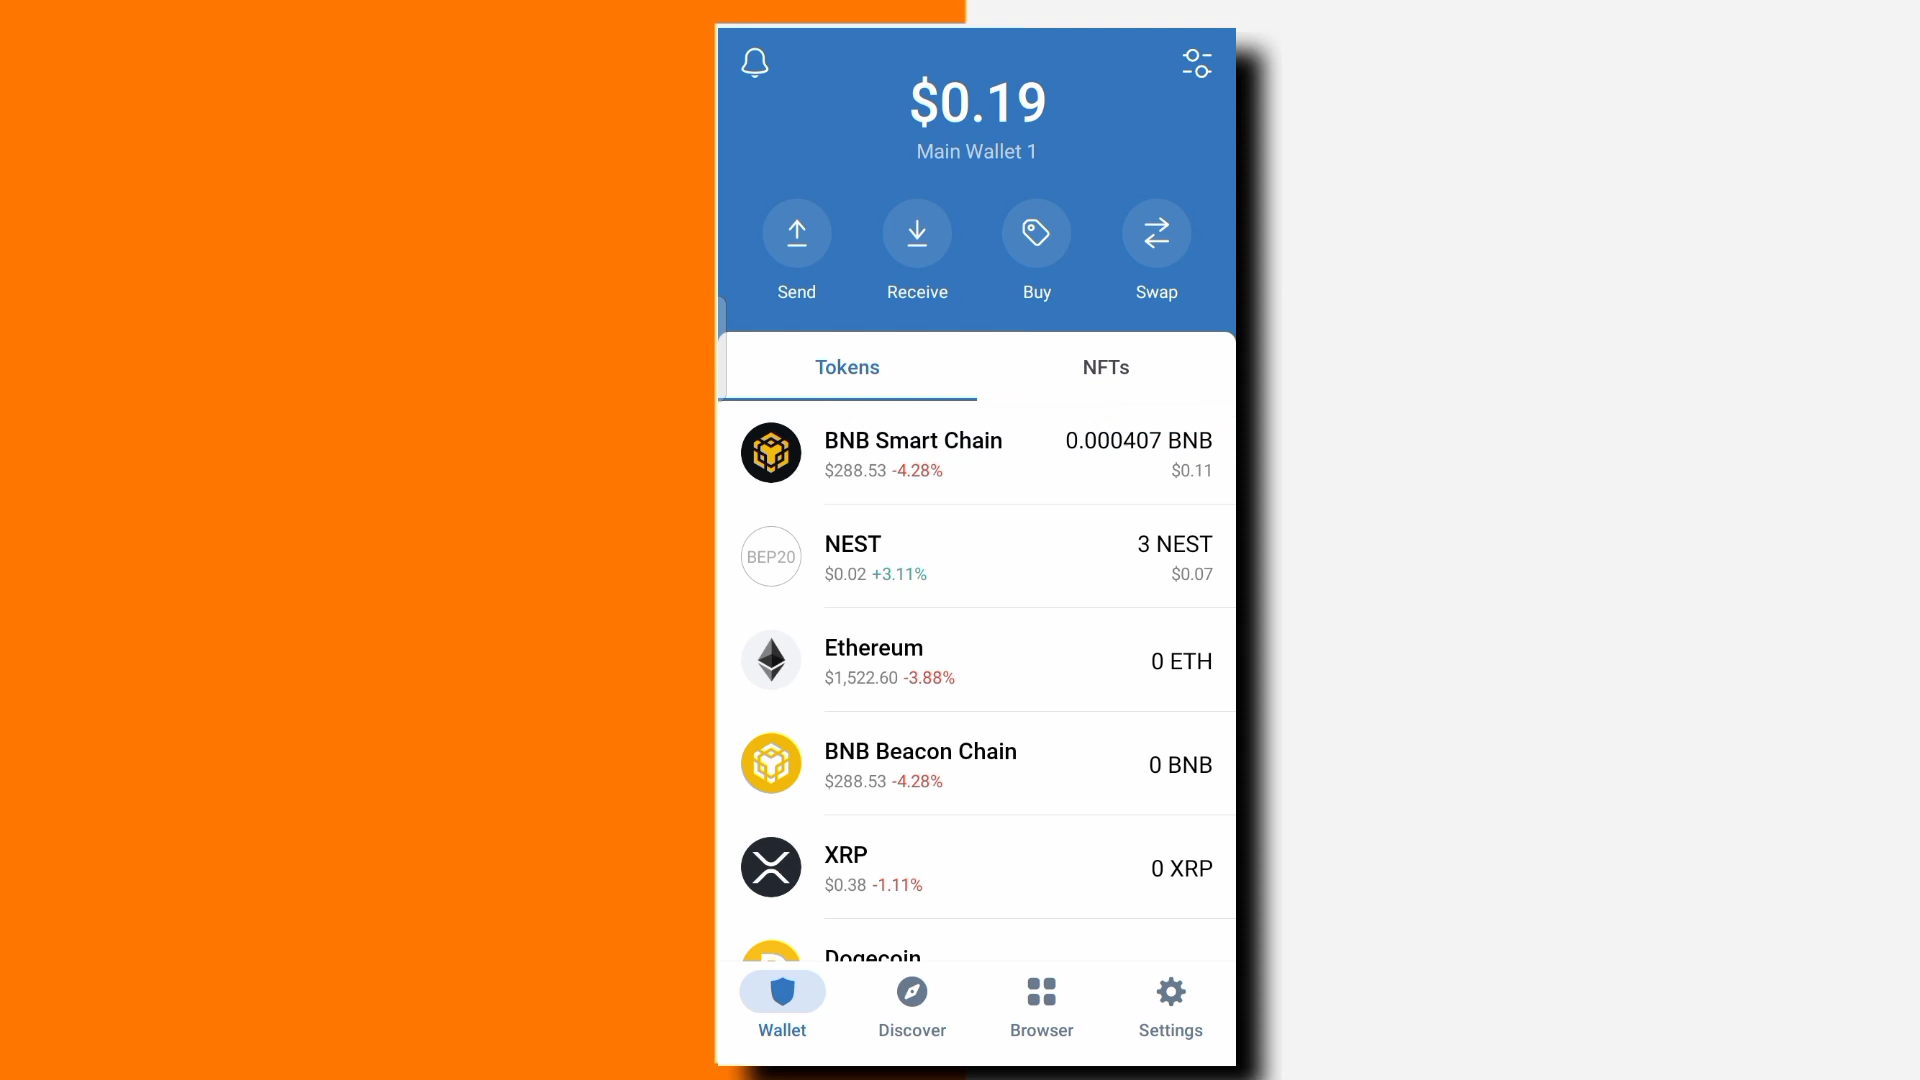 $0.19
Main Wallet 1
Send Receive Buy Swap
Tokens NFTs
BNB Smart Chain 0.000407 BNB
$288.53 -4.28% $0.11
BEP20
NEST 3 NEST
$0.02 +3.11% $0.07
Ethereum 0 ETH
$1,522.60 -3.88%
BNB Beacon Chain 0 BNB
$288.53 -4.28%
XRP 0 XRP
$0.38 -1.11%
Dogecoin
Wallet Discover Browser Settings